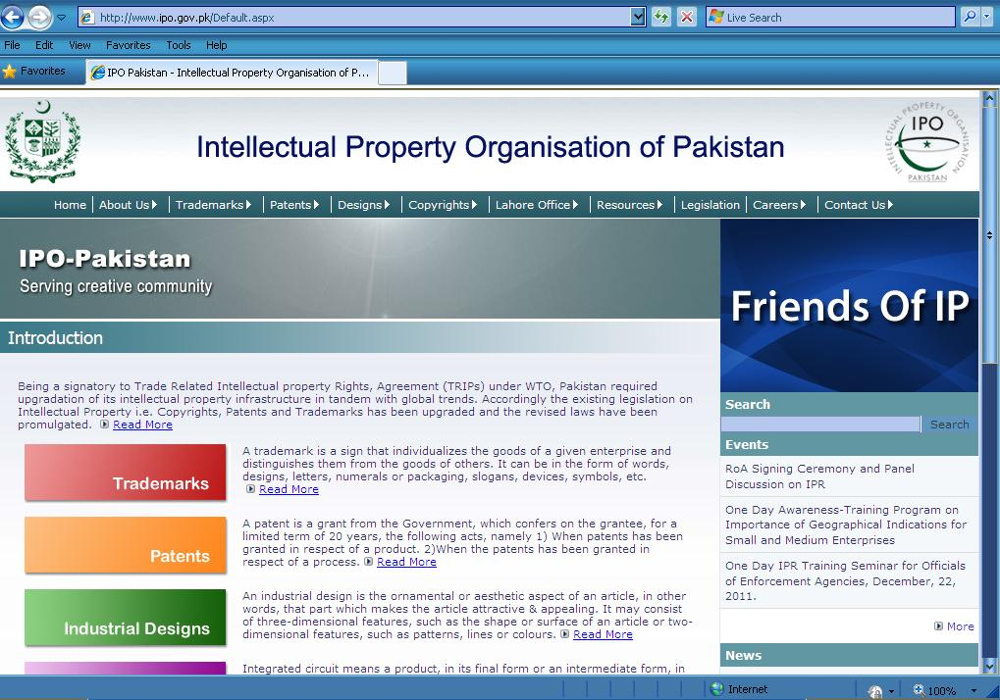 http://www.ipo.gov.pk/Default.aspx
Live Search
File Edit View Favorites Tools Help
Favorites
IPO Pakistan - Intellectual Property Organisation of P...
Intellectual Property Organisation of Pakistan
INTELLECTUAL PROPERTY ORGANISATION
IPO
PAKISTAN
Home About Us Trademarks Patents Designs Copyrights Lahore Office Resources Legislation Careers Contact Us
IPO-Pakistan
Serving creative community
Friends Of IP
Introduction
Being a signatory to Trade Related Intellectual property Rights, Agreement (TRIPs) under WTO, Pakistan required
upgradation of its intellectual property infrastructure in tandem with global trends. Accordingly the existing legislation on
Intellectual Property i.e. Copyrights, Patents and Trademarks has been upgraded and the revised laws have been
promulgated. Read More
Trademarks
A trademark is a sign that individualizes the goods of a given enterprise and
distinguishes them from the goods of others. It can be in the form of words,
designs, letters, numerals or packaging, slogans, devices, symbols, etc.
Read More
Patents
A patent is a grant from the Government, which confers on the grantee, for a
limited term of 20 years, the following acts, namely 1) When patents has been
granted in respect of a product. 2)When the patents has been granted in
respect of a process. Read More
Industrial Designs
An industrial design is the ornamental or aesthetic aspect of an article, in other
words, that part which makes the article attractive & appealing. It may consist
of three-dimensional features, such as the shape or surface of an article or two-
dimensional features, such as patterns, lines or colours. Read More
Integrated circuit means a product, in its final form or an intermediate form, in
Search
Search
Events
RoA Signing Ceremony and Panel
Discussion on IPR
One Day Awareness-Training Program on
Importance of Geographical Indications for
Small and Medium Enterprises
One Day IPR Training Seminar for Officials
of Enforcement Agencies, December, 22,
2011.
More
News
Internet
100%